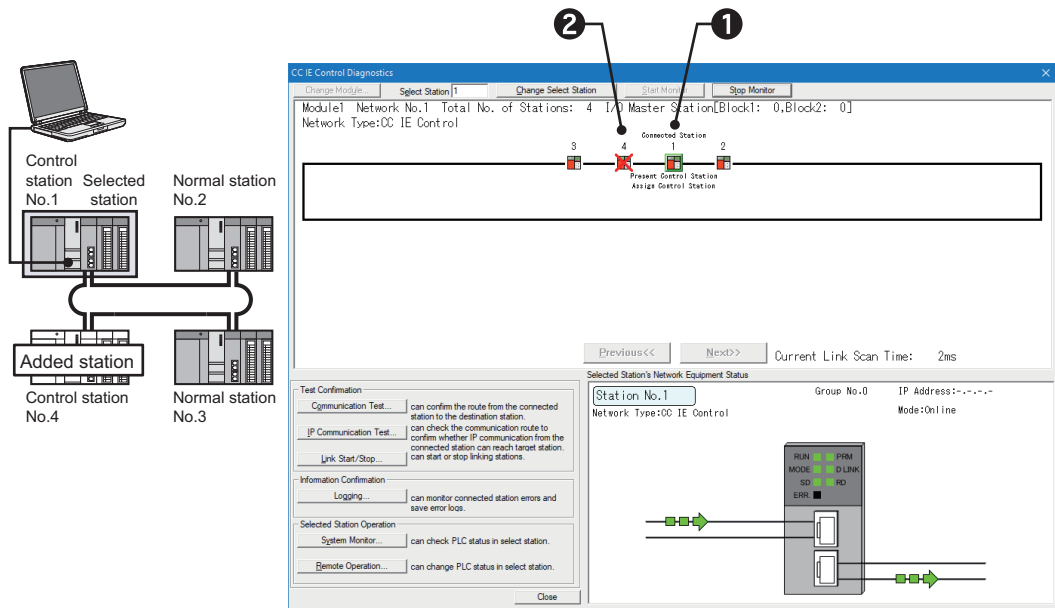 2
1
Control
station
No.1
Selected
station
Normal station
No.2
Added station
Control station
No.4
Normal station
No.3
CC IE Control Diagnostics
Change Module...
Select Station 1
Change Select Station
Start Monitor
Stop Monitor
Module1 Network No.1 Total No. of Stations: 4 I/O Master Station[Block1: 0,Block2: 0]
Network Type:CC IE Control
Connected Station
3 4 1 2
Present Control Station
Assign Control Station
Previous<<
Next>>
Current Link Scan Time: 2ms
Test Confirmation
Communication Test...
can confirm the route from the connected
station to the destination station.
IP Communication Test...
can check the communication route to
confirm whether IP communication from the
connected station can reach target station.
Link Start/Stop...
can start or stop linking stations.
Information Confirmation
Logging...
can monitor connected station errors and
save error logs.
Selected Station Operation
System Monitor...
can check PLC status in select station.
Remote Operation...
can change PLC status in select station.
Close
Selected Station's Network Equipment Status
Station No.1
Group No.0
IP Address:-.-.-.-
Network Type:CC IE Control
Mode:Online
RUN PRM
MODE D LINK
SD RD
ERR.